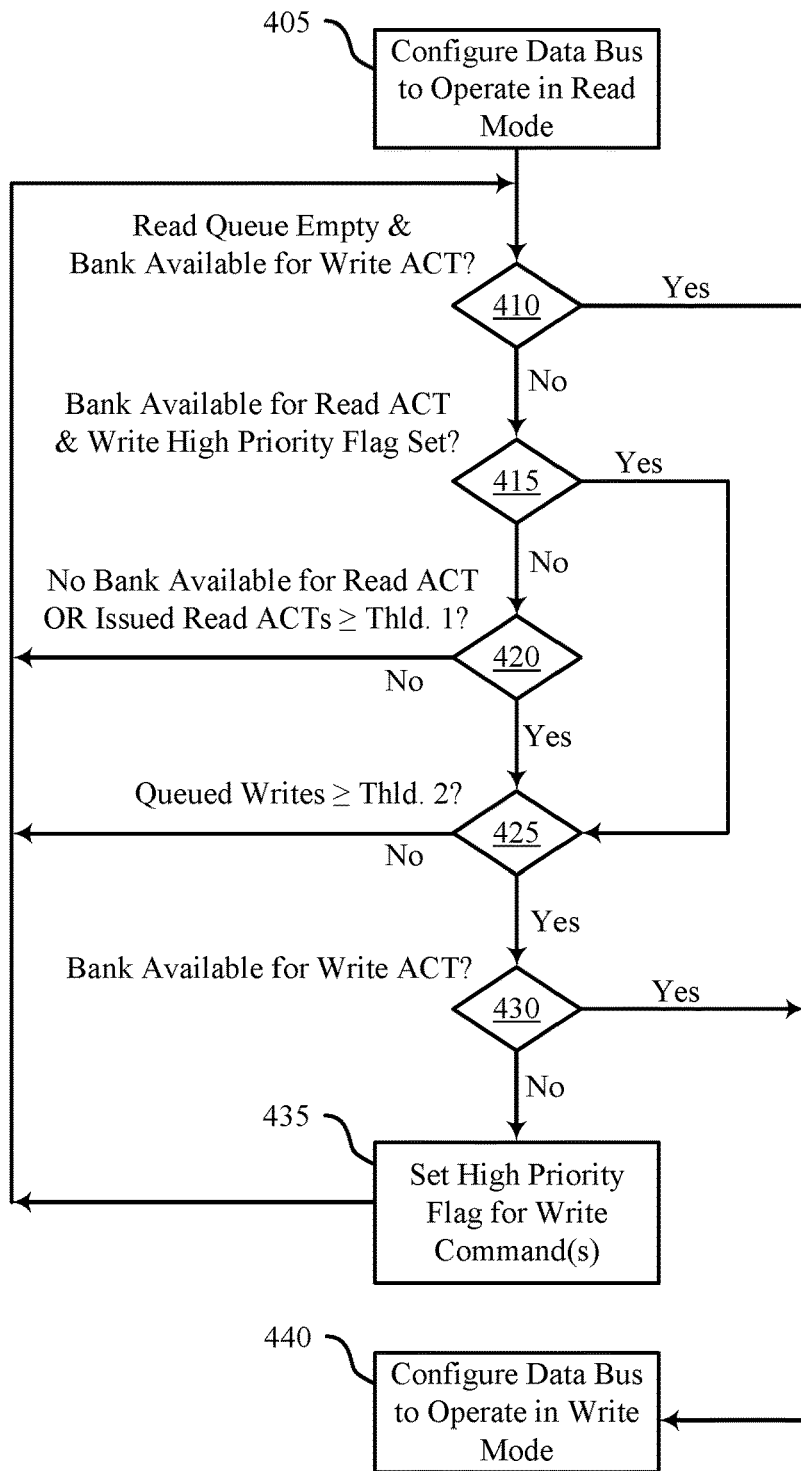 405
Configure Data Bus
to Operate in Read
Mode
Read Queue Empty &
Bank Available for Write ACT?
410
Yes
No
Bank Available for Read ACT
& Write High Priority Flag Set?
415
Yes
No
No Bank Available for Read ACT
OR Issued Read ACTs ≥ Thld. 1?
420
No
Yes
Queued Writes ≥ Thld. 2?
425
No
Yes
Bank Available for Write ACT?
430
Yes
No
435
Set High Priority
Flag for Write
Command(s)
440
Configure Data Bus
to Operate in Write
Mode